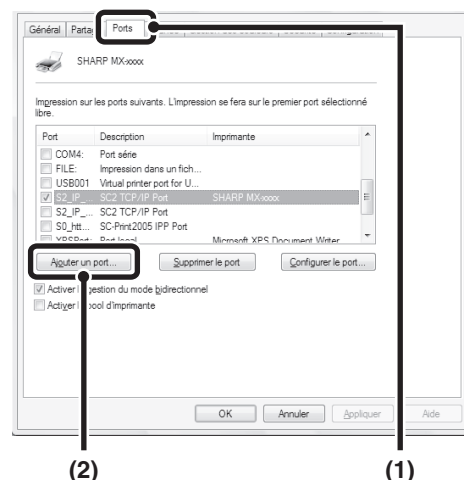 Général Parta Ports
SHARP MX-xxxx
Impression sur les ports suivants. L'impression se fera sur le premier port sélectionné
libre.
Port Description Imprimante
COM4: Port série
FILE: Impression dans un fich...
USB001 Virtual printer port for U...
S2_IP_... SC2 TCP/IP Port SHARP MX-xxxx
S2_IP_... SC2 TCP/IP Port
S0_htt... SC-Print2005 IPP Port
XPSPort: Port local Microsoft XPS Document Writer
Ajouter un port... Supprimer le port Configurer le port...
Activer la gestion du mode bidirectionnel
Activer le pool d'imprimante
OK Annuler Appliquer Aide
(2) (1)